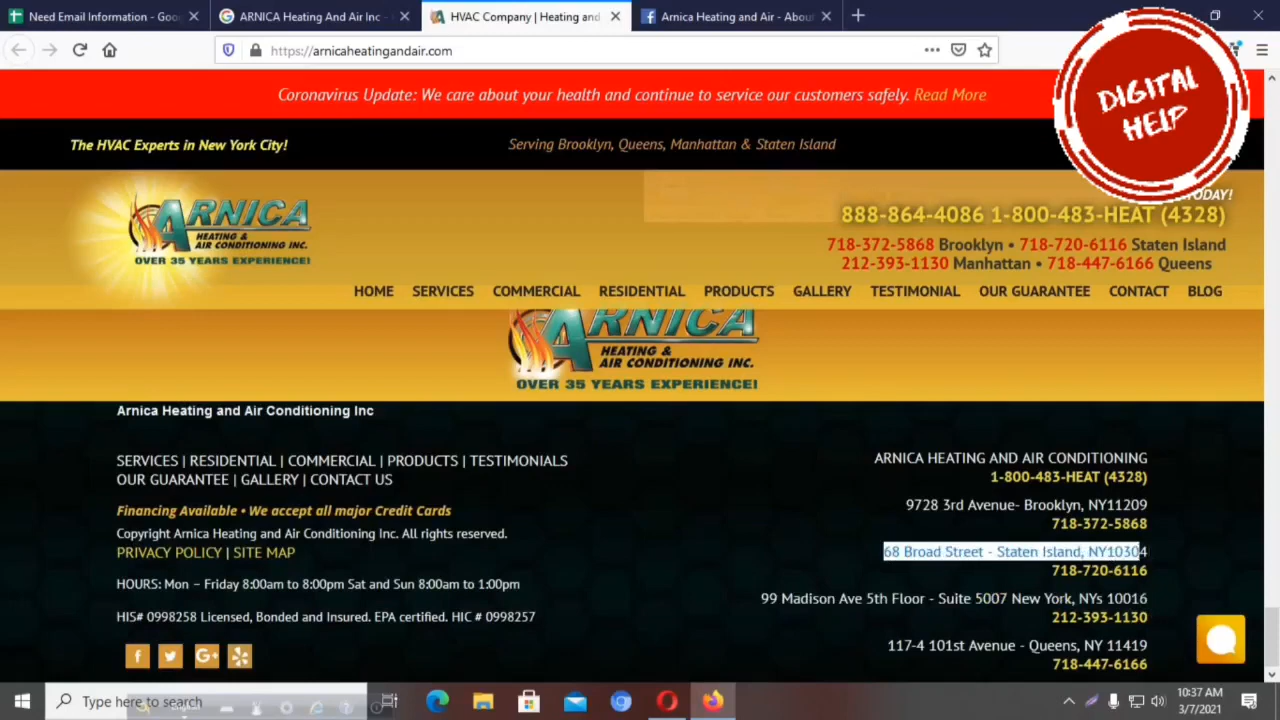 Need Email Information - Goo
ARNICA Heating And Air Inc -
HVAC Company | Heating and
Arnica Heating and Air - Abou
https://arnicaheatingandair.com
Coronavirus Update: We care about your health and continue to service our customers safely. Read More
DIGITAL
HELP
The HVAC Experts in New York City!
Serving Brooklyn, Queens, Manhattan & Staten Island
TODAY!
ARNICA
HEATING &
AIR CONDITIONING INC.
OVER 35 YEARS EXPERIENCE!
888-864-4086 1-800-483-HEAT (4328)
718-372-5868 Brooklyn • 718-720-6116 Staten Island
212-393-1130 Manhattan • 718-447-6166 Queens
HOME SERVICES COMMERCIAL RESIDENTIAL PRODUCTS GALLERY TESTIMONIAL OUR GUARANTEE CONTACT BLOG
ARNICA
HEATING &
AIR CONDITIONING INC.
OVER 35 YEARS EXPERIENCE!
Arnica Heating and Air Conditioning Inc
SERVICES | RESIDENTIAL | COMMERCIAL | PRODUCTS | TESTIMONIALS
OUR GUARANTEE | GALLERY | CONTACT US
Financing Available • We accept all major Credit Cards
Copyright Arnica Heating and Air Conditioning Inc. All rights reserved.
PRIVACY POLICY | SITE MAP
HOURS: Mon – Friday 8:00am to 8:00pm Sat and Sun 8:00am to 1:00pm
HIS# 0998258 Licensed, Bonded and Insured. EPA certified. HIC # 0998257
ARNICA HEATING AND AIR CONDITIONING
1-800-483-HEAT (4328)
9728 3rd Avenue- Brooklyn, NY11209
718-372-5868
68 Broad Street - Staten Island, NY10304
718-720-6116
99 Madison Ave 5th Floor - Suite 5007 New York, NYs 10016
212-393-1130
117-4 101st Avenue - Queens, NY 11419
718-447-6166
Type here to search
10:37 AM
3/7/2021